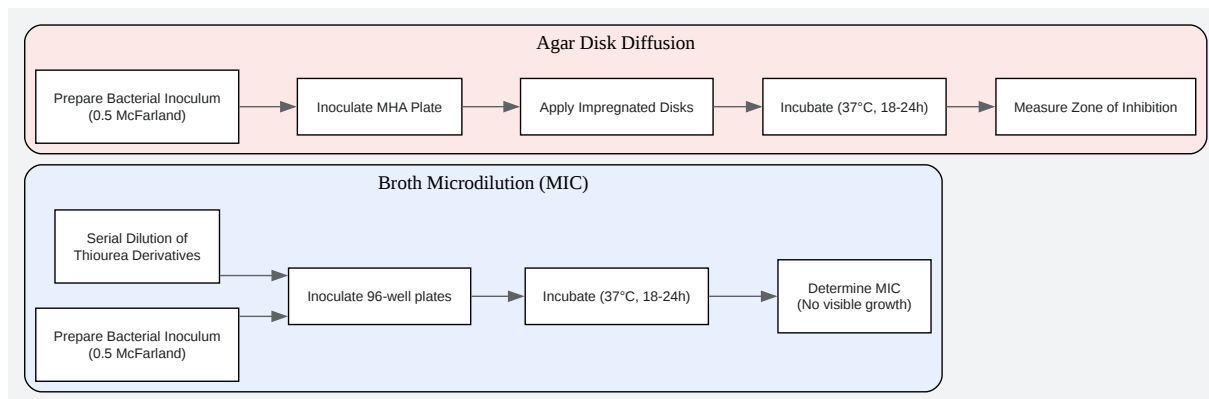 Agar Disk Diffusion
Prepare Bacterial Inoculum
(0.5 McFarland)
Inoculate MHA Plate
Apply Impregnated Disks
Incubate (37°C, 18-24h)
Measure Zone of Inhibition
Broth Microdilution (MIC)
Serial Dilution of
Thiourea Derivatives
Prepare Bacterial Inoculum
(0.5 McFarland)
Inoculate 96-well plates
Incubate (37°C, 18-24h)
Determine MIC
(No visible growth)